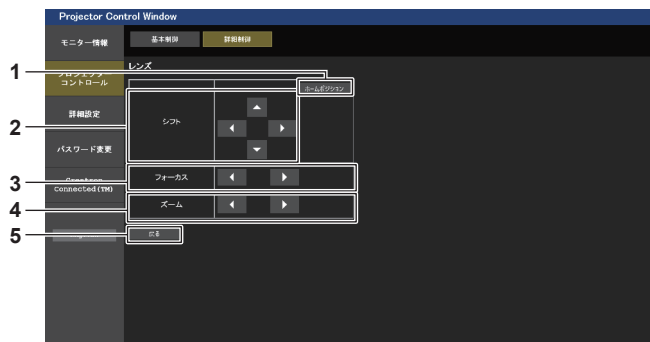 Projector Control Window
モニター情報
基本制御
詳細制御
レンズ
1
プロジェクター
コントロール
ホームポジション
詳細設定
2
シフト
パスワード変更
3
フォーカス
Crestron
Connected(TM)
4
ズーム
5
戻る